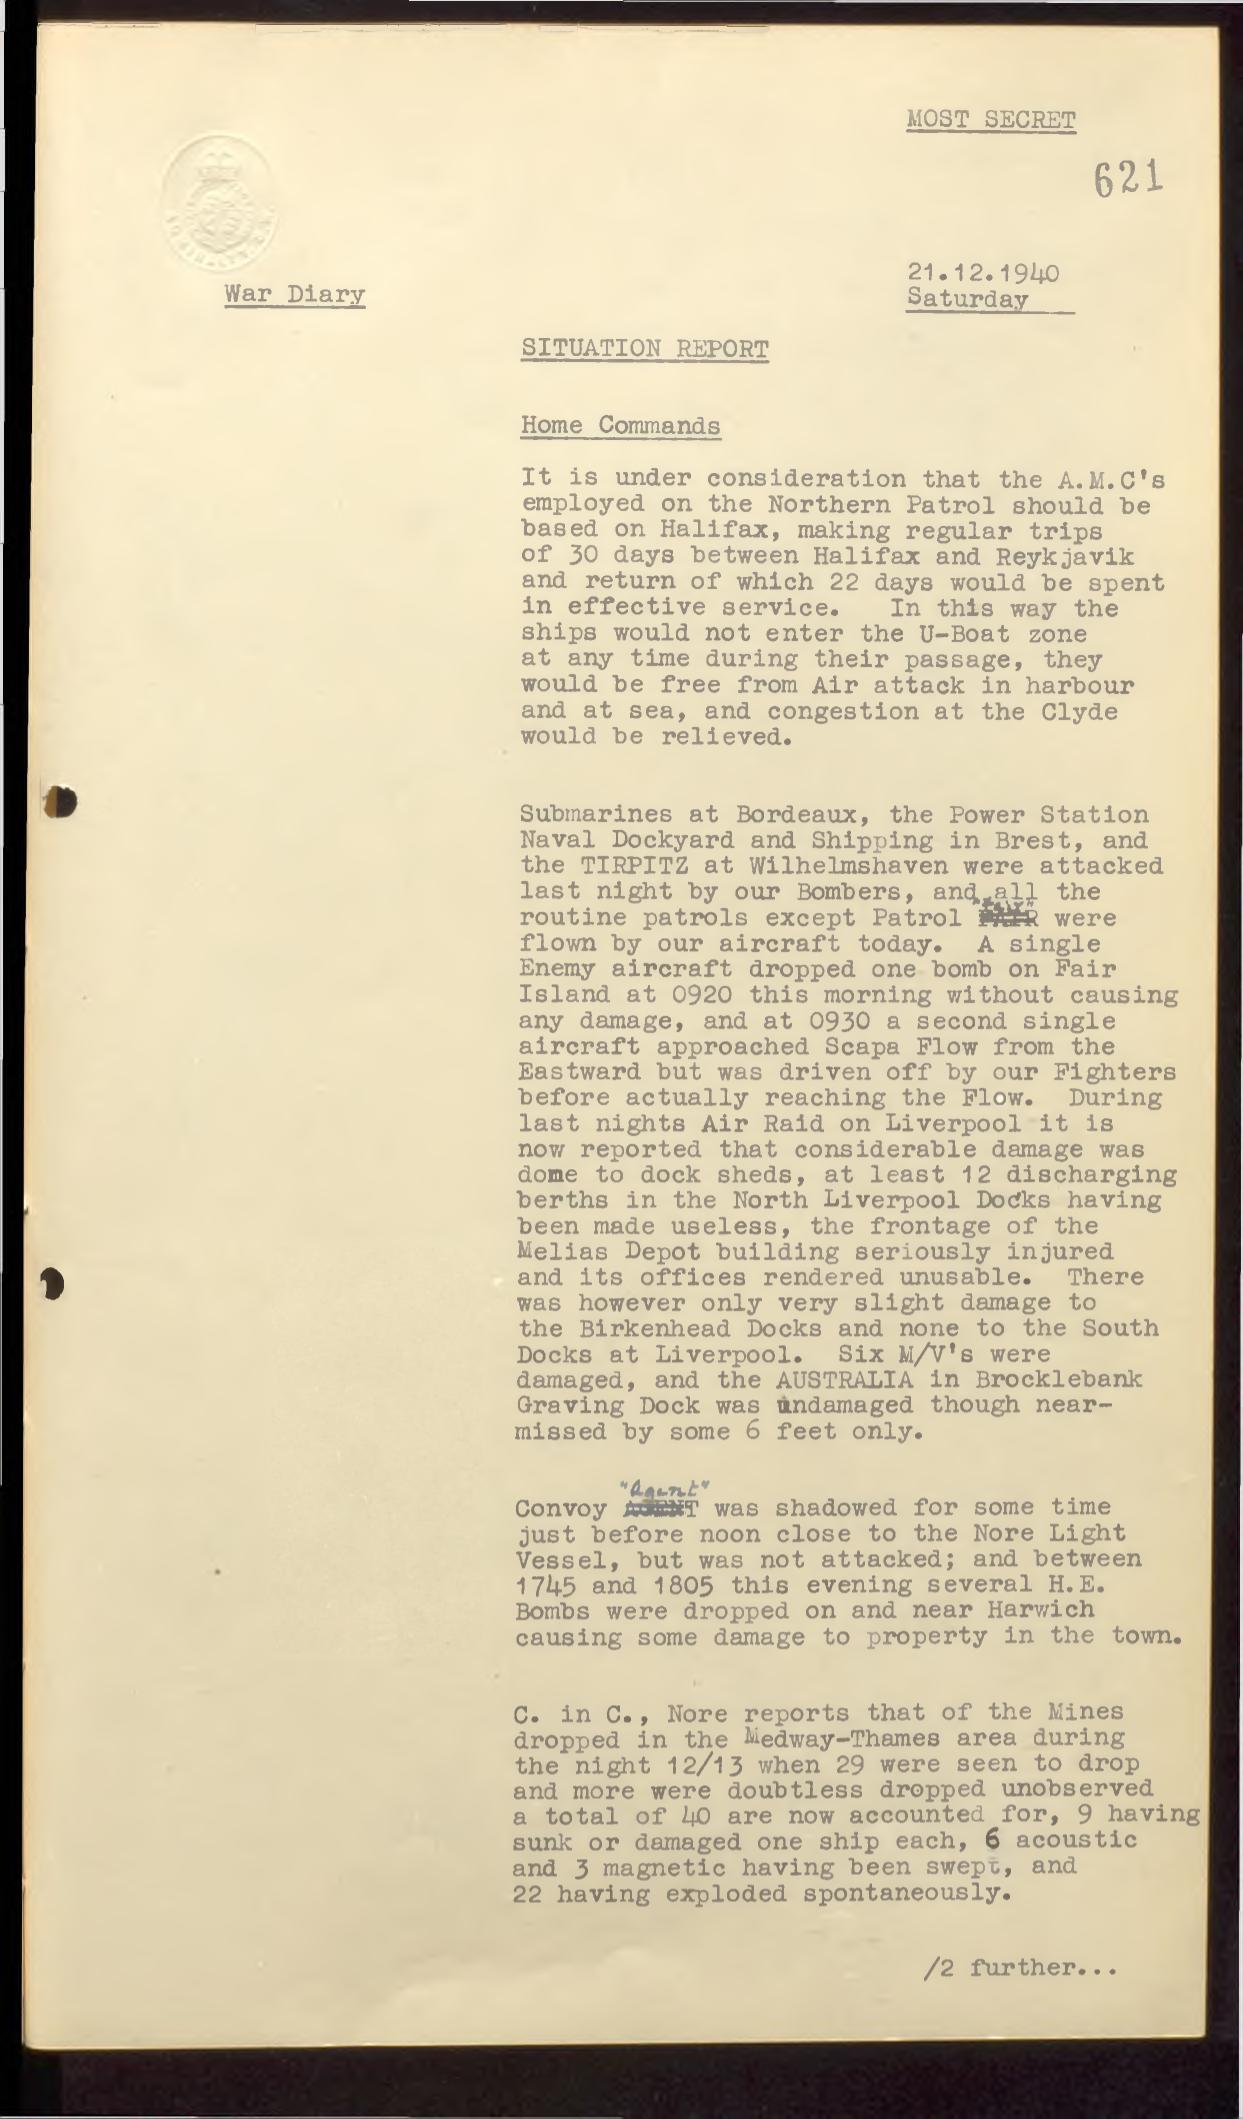 MOST SECRET
621
21.12.1940
War Diary
Saturday
SITUATION REPORT
Home Commands
It is under consideration that the A.M.C's
employed on the Northern Patrol should be
based on Halifax, making regular trips
of 30 days between Halifax and Reykjavik
and return of which 22 days would be spent
in effective service. In this way the
ships would not enter the U-Boat zone
at any time during their passage, they
would be free from Air attack in harbour
and at sea, and congestion at the Clyde
would be relieved.
Submarines at Bordeaux, the Power Station
Naval Dockyard and Shipping in Brest, and
the TIRPITZ at Wilhelmshaven were attacked
last night by our Bombers, and all the
routine patrols except Patrol were
flown by our aircraft today. A single
Enemy aircraft dropped one bomb on Fair
Island at 0920 this morning without causing
any damage, and at 0930 a second single
aircraft approached Scapa Flow from the
Eastward but was driven off by our Fighters
before actually reaching the Flow. During
last nights Air Raid on Liverpool it is
now reported that considerable damage was
dome to dock sheds, at least 12 discharging
berths in the North Liverpool Docks having
been made useless, the frontage of the
Melias Depot building seriously injured
and its offices rendered unusable. There
was however only very slight damage to
the Birkenhead Docks and none to the South
Docks at Liverpool. Six M/V's were
damaged, and the AUSTRALIA in Brocklebank
Graving Dock was undamaged though near-
missed by some 6 feet only.
"Agent"
Convoy AGENT was shadowed for some time
just before noon close to the Nore Light
Vessel, but was not attacked; and between
1745 and 1805 this evening several H.E.
Bombs were dropped on and near Harwich
causing some damage to property in the town.
C. in C., Nore reports that of the Mines
dropped in the Medway-Thames area during
the night 12/13 when 29 were seen to drop
and more were doubtless dropped unobserved
a total of 40 are now accounted for, 9 having
sunk or damaged one ship each, 6 acoustic
and 3 magnetic having been swept, and
22 having exploded spontaneously.
/2 further...